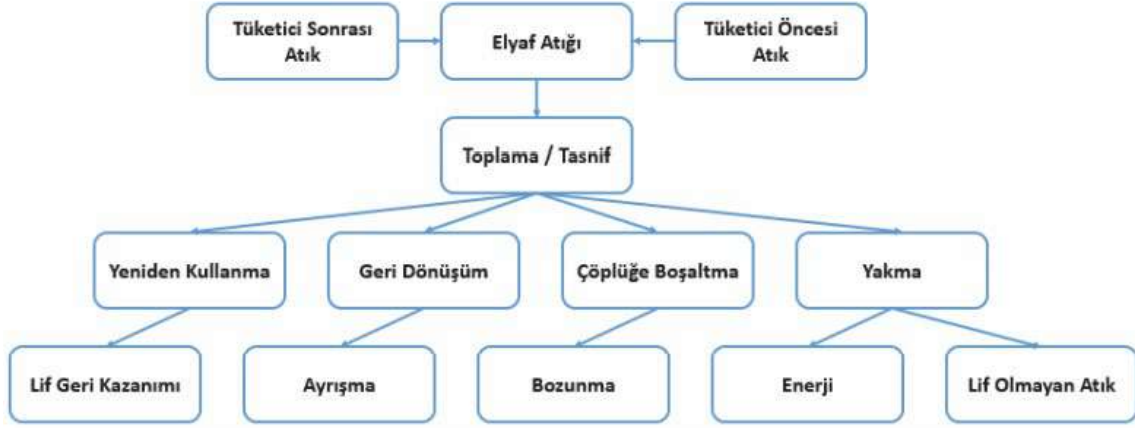 Tüketici Sonrası
Atık
Elyaf Atığı
Tüketici Öncesi
Atık
Toplama / Tasnif
Yeniden Kullanma
Geri Dönüşüm
Çöplüğe Boşaltma
Yakma
Lif Geri Kazanımı
Ayrışma
Bozunma
Enerji
Lif Olmayan Atık